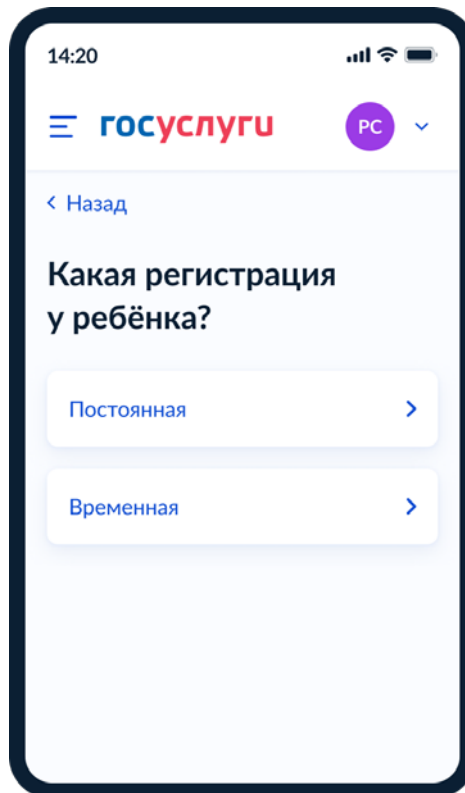 14:20
госуслуги
РС
Назад
Какая регистрация
у ребёнка?
Постоянная
Временная